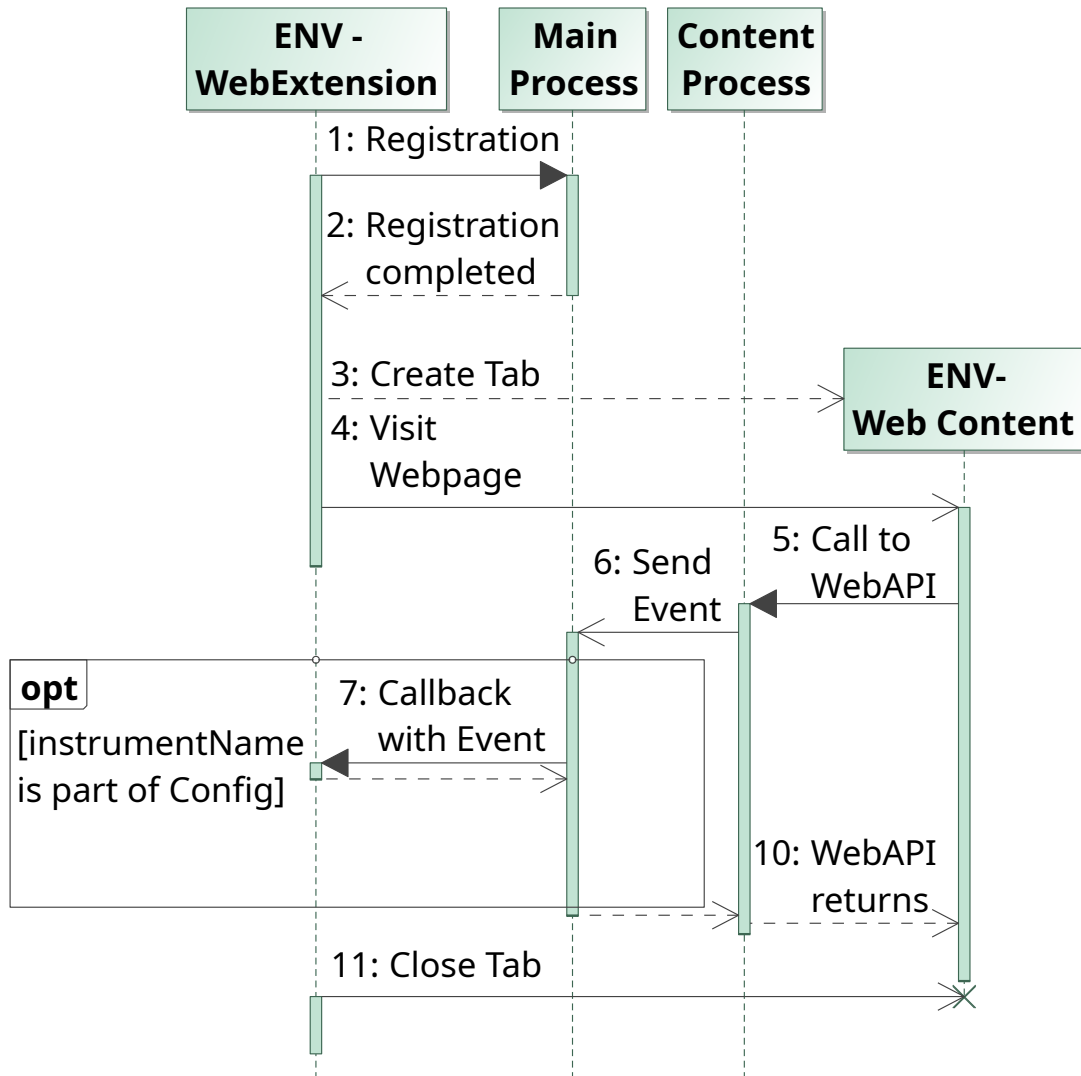 ENV -
WebExtension
Main
Process
Content
Process
1: Registration
2: Registration
completed
3: Create Tab
ENV-
Web Content
4: Visit
Webpage
5: Call to
WebAPI
6: Send
Event
opt
[instrumentName
is part of Config]
7: Callback
with Event
10: WebAPI
returns
11: Close Tab